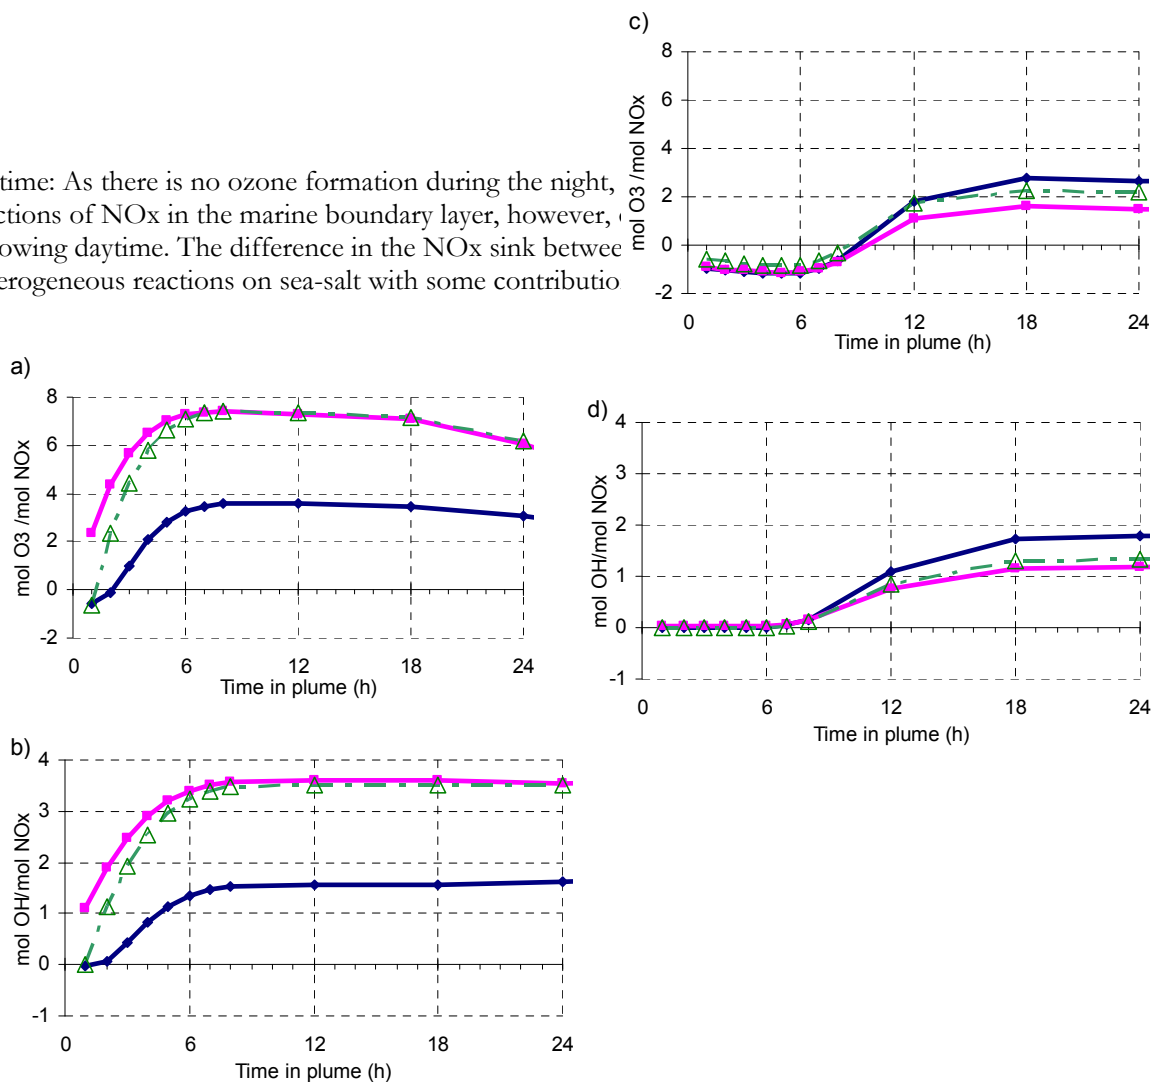 c)
8
6
4
2
0
-2
mol O3 /mol NOx
0 6 12 18 24
Time in plume (h)
time: As there is no ozone formation during the night,
ctions of NOx in the marine boundary layer, however,
owing daytime. The difference in the NOx sink betwee
erogeneous reactions on sea-salt with some contributio
a)
8
6
4
2
0
-2
mol O3 /mol NOx
0 6 12 18 24
Time in plume (h)
d)
4
3
2
1
0
-1
mol OH/mol NOx
0 6 12 18 24
Time in plume (h)
b)
4
3
2
1
0
-1
mol OH/mol NOx
0 6 12 18 24
Time in plume (h)